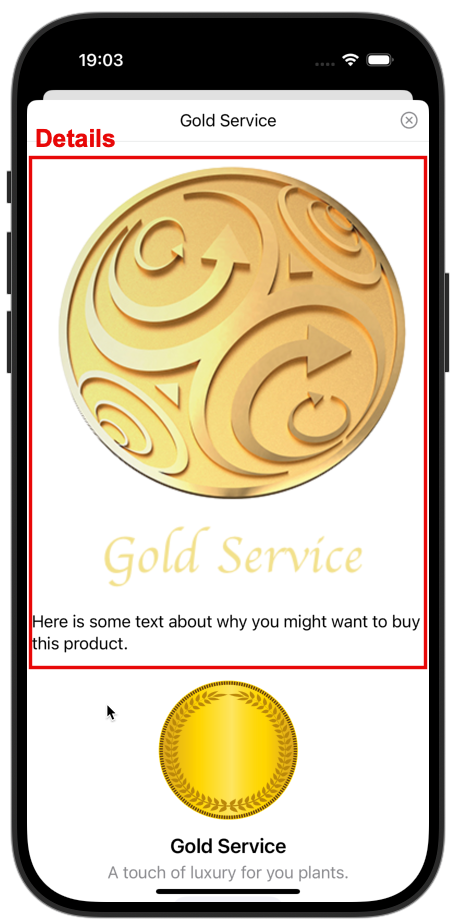 19:03
Gold Service
Details
Gold Service
Here is some text about why you might want to buy
this product.
Gold Service
A touch of luxury for you plants.